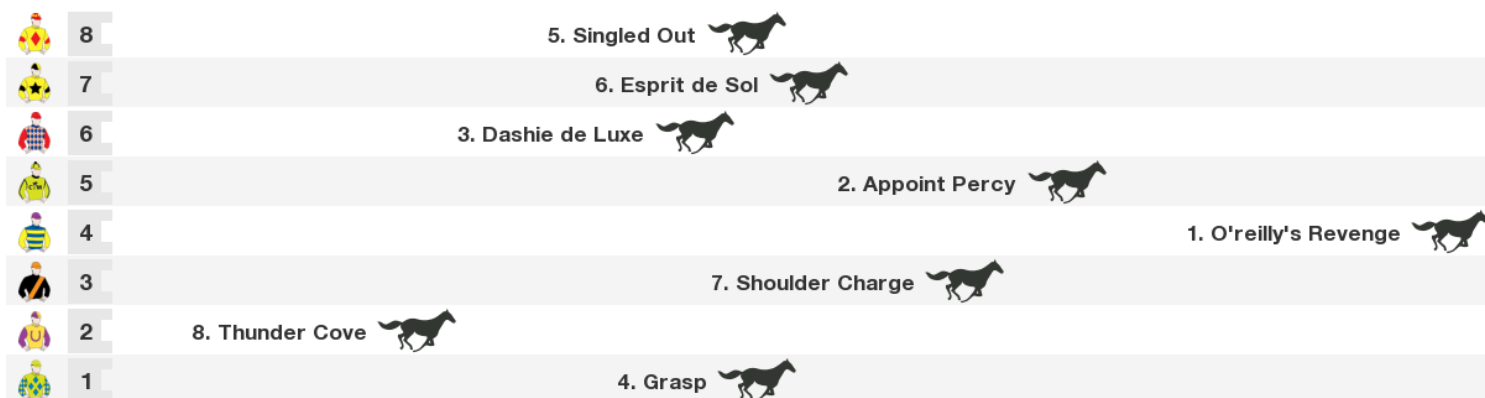 8 5. Singled Out
7 6. Esprit de Sol
6 3. Dashie de Luxe
5 2. Appoint Percy
4 1. O'reilly's Revenge
3 7. Shoulder Charge
2 8. Thunder Cove
1 4. Grasp